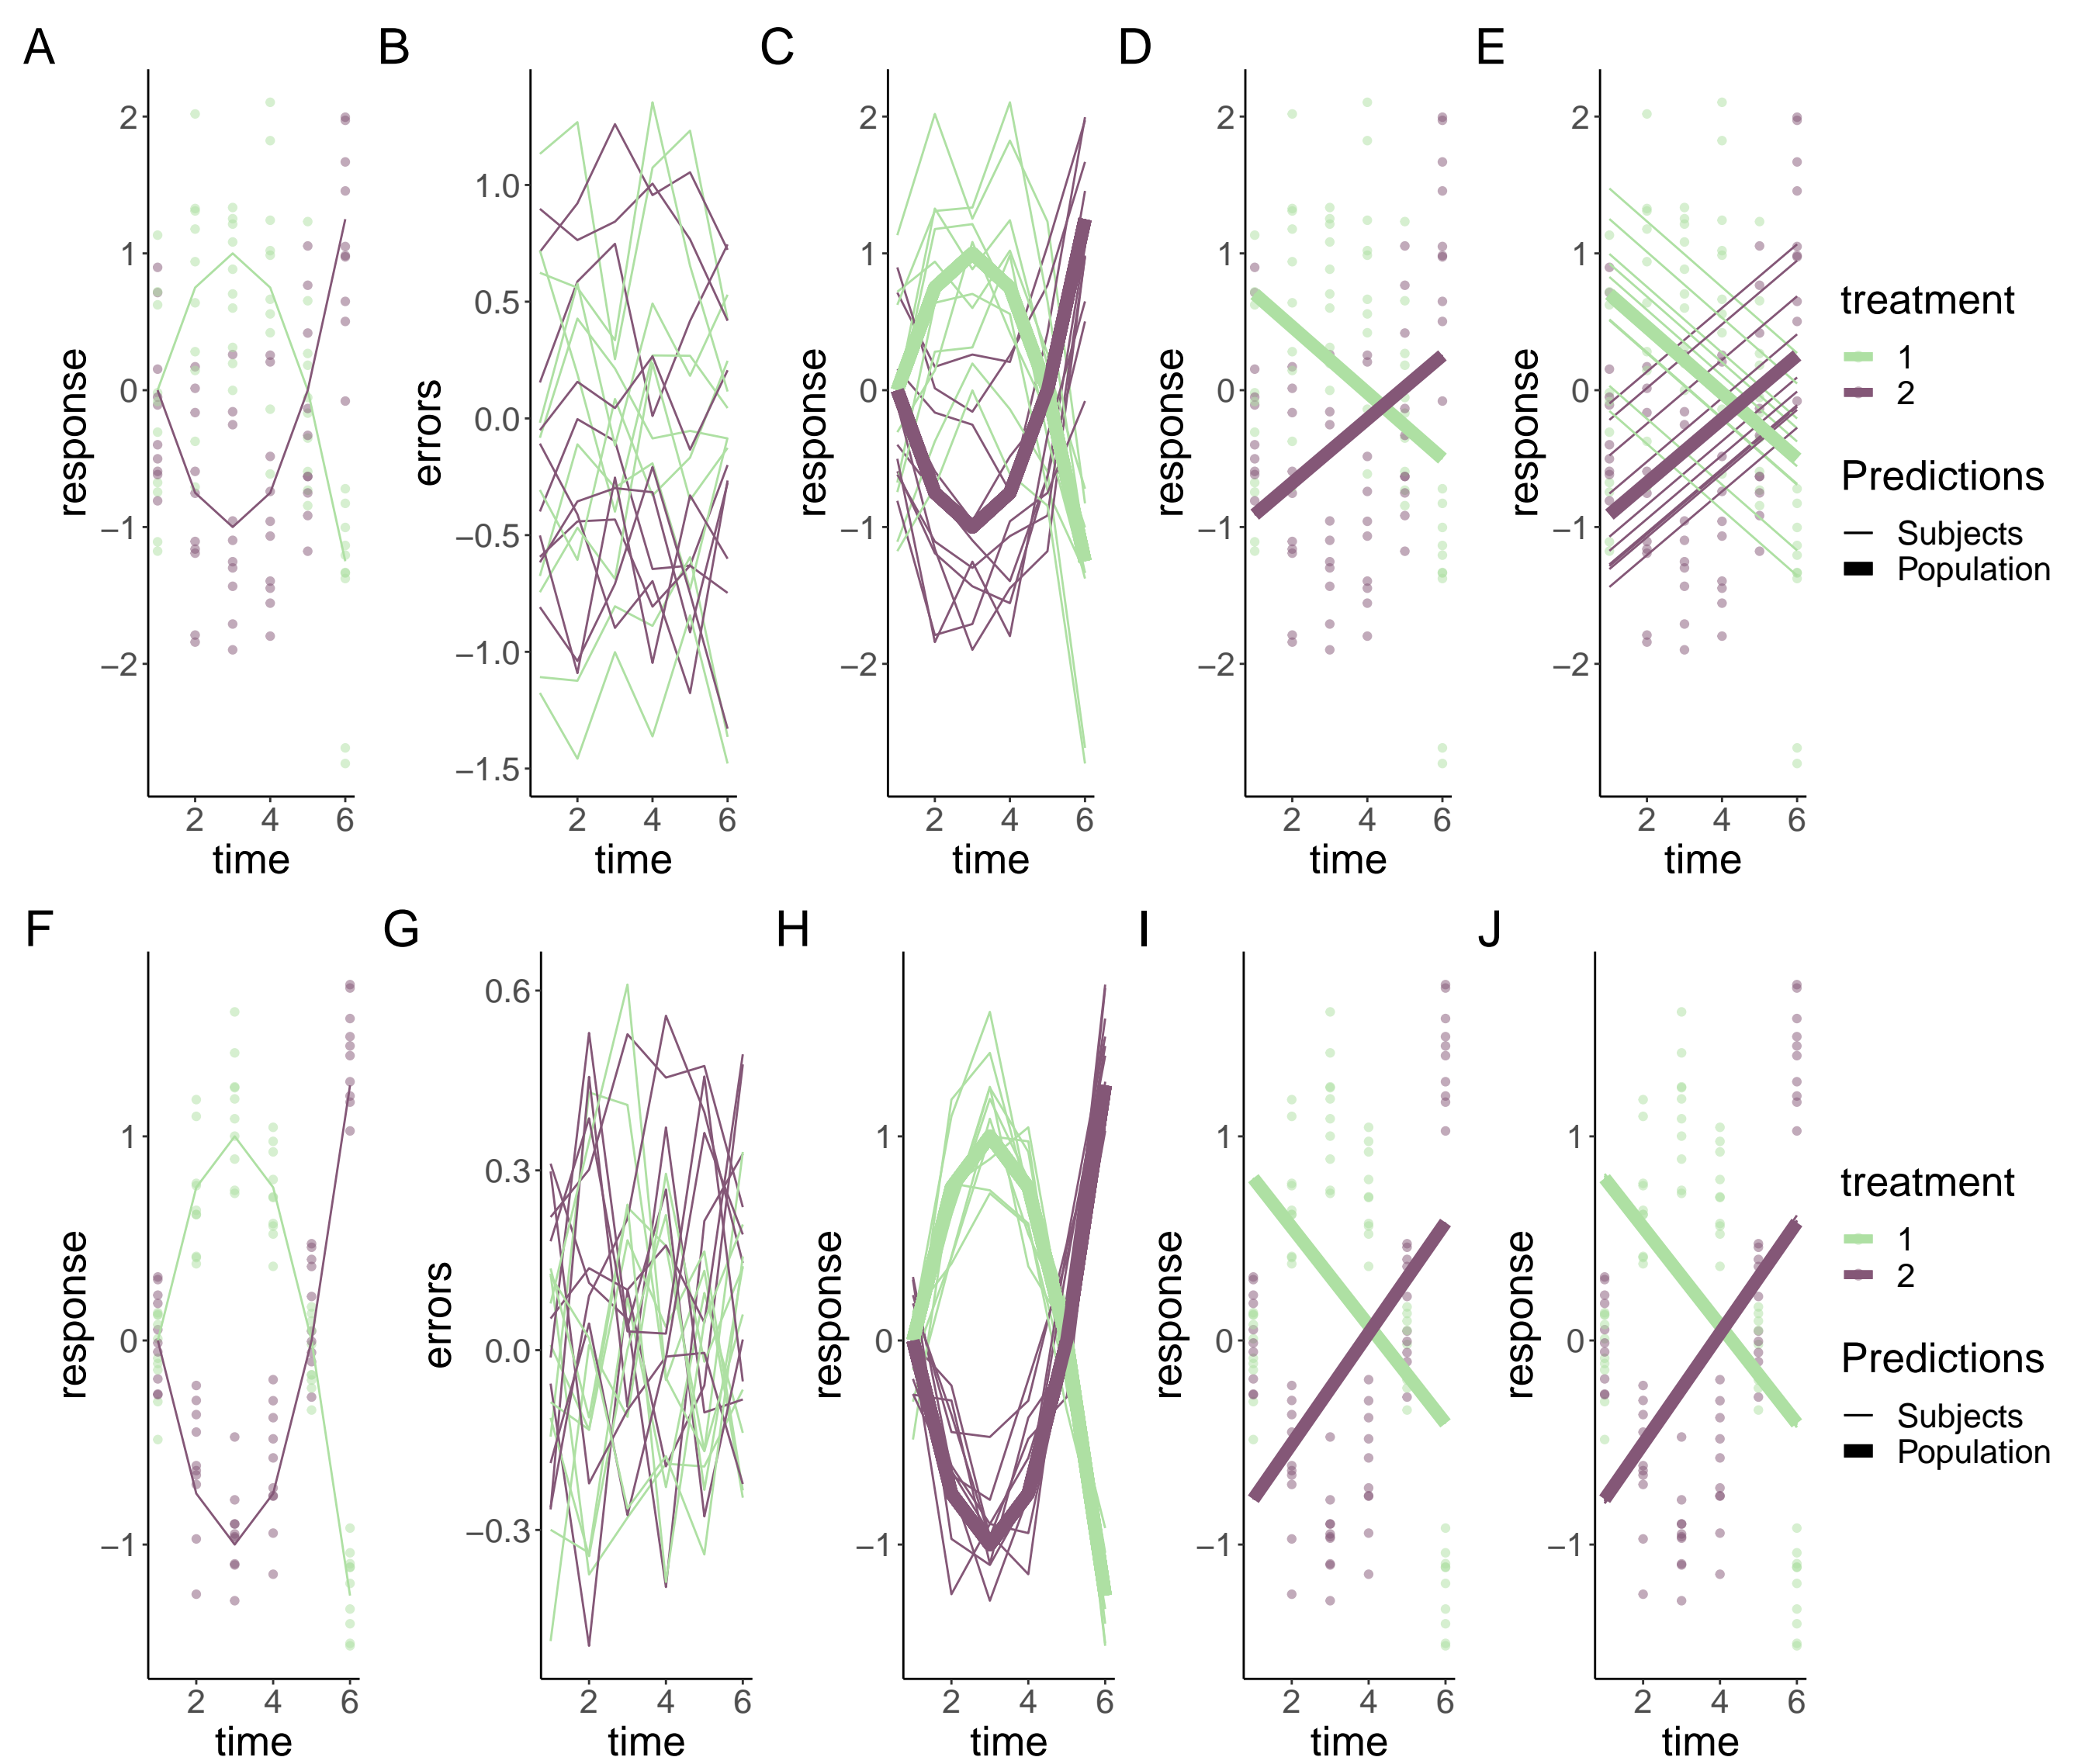 A B C D E
2 1.0 2 2 2
1 0.5 1 1 1
0 0.0 0 0 0
−1 −0.5 −1 −1 −1
−2 −1.0 −2 −2 −2
−1.5
response errors response response response
2 4 6 2 4 6 2 4 6 2 4 6 2 4 6
time time time time time
treatment
1
2
Predictions
Subjects
Population
F G H I J
1 0.6 1 1 1
0 0.3 0 0 0
−1 0.0 −1 −1 −1
−0.3
response errors response response response
2 4 6 2 4 6 2 4 6 2 4 6 2 4 6
time time time time time
treatment
1
2
Predictions
Subjects
Population